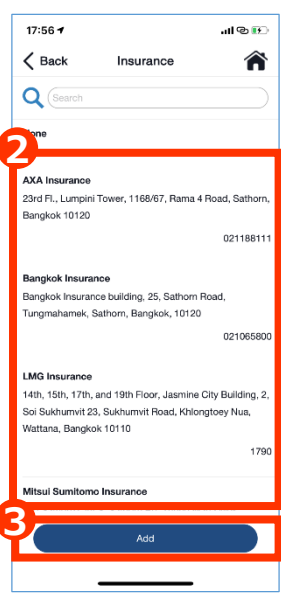 17:56
Back
Insurance
Search
None
2
AXA Insurance
23rd Fl., Lumpini Tower, 1168/67, Rama 4 Road, Sathorn,
Bangkok 10120
021188111
Bangkok Insurance
Bangkok Insurance building, 25, Sathorn Road,
Tungmahamek, Sathorn, Bangkok, 10120
021065800
LMG Insurance
14th, 15th, 17th, and 19th Floor, Jasmine City Building, 2,
Soi Sukhumvit 23, Sukhumvit Road, Khlongtoey Nua,
Wattana, Bangkok 10110
1790
Mitsui Sumitomo Insurance
3
Add